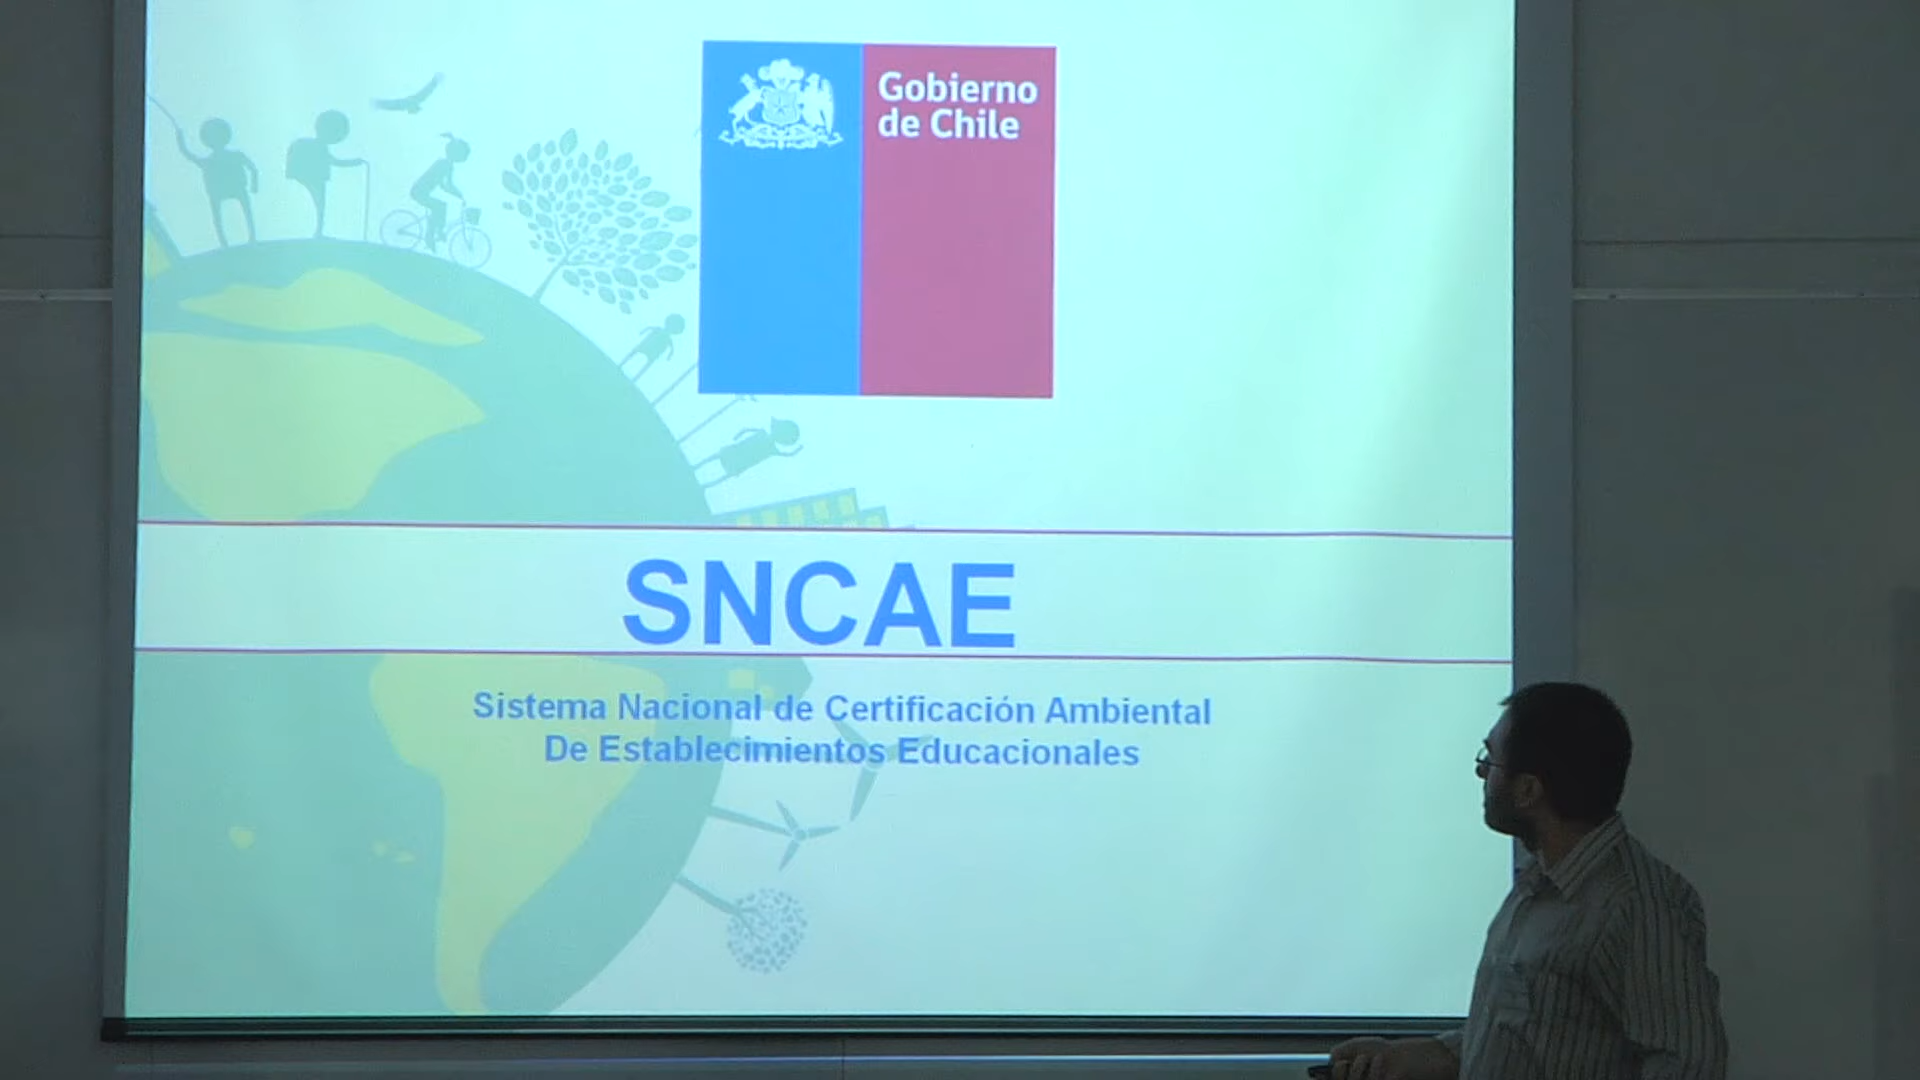 Gobierno
de Chile
SNCAE
Sistema Nacional de Certificación Ambiental
De Establecimientos Educacionales